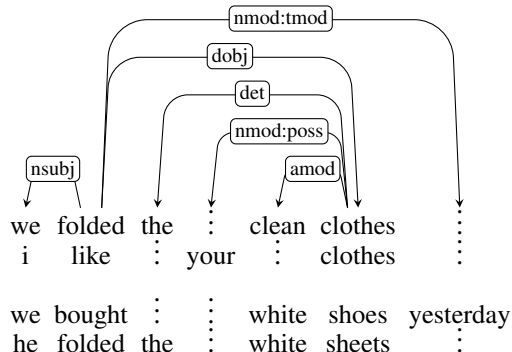 nmod:tmod
dobj
det
nmod:poss
nsubj amod
we folded the ⋮ clean clothes ⋮
i like ⋮ your ⋮ clothes ⋮
we bought ⋮ ⋮ white shoes yesterday
he folded the ⋮ white sheets ⋮